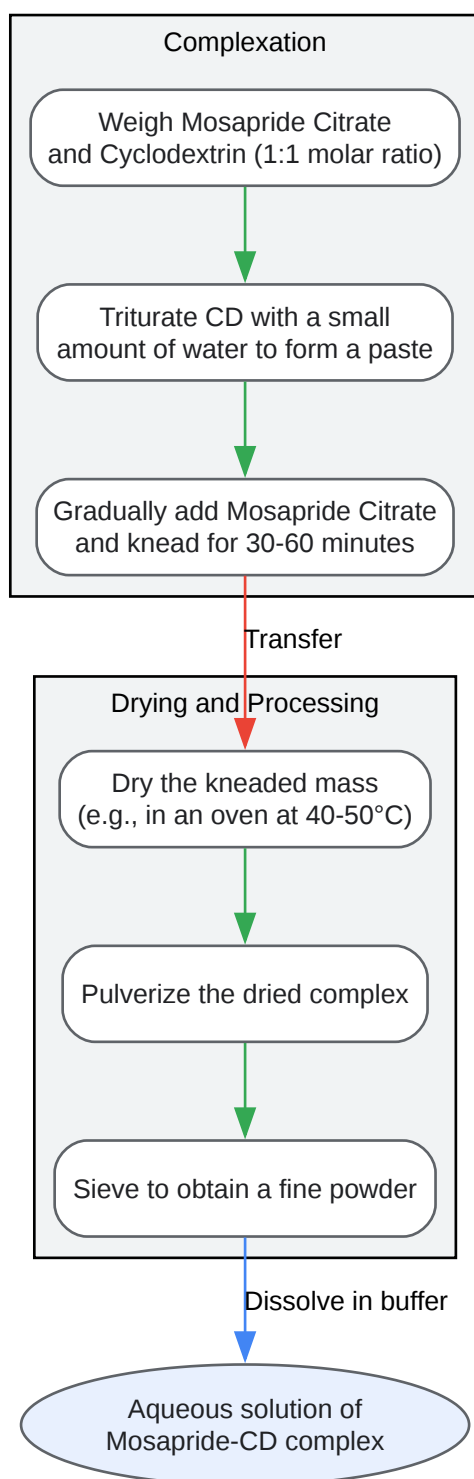 Complexation
Weigh Mosapride Citrate
and Cyclodextrin (1:1 molar ratio)
Triturate CD with a small
amount of water to form a paste
Gradually add Mosapride Citrate
and knead for 30-60 minutes
Transfer
Drying and Processing
Dry the kneaded mass
(e.g., in an oven at 40-50°C)
Pulverize the dried complex
Sieve to obtain a fine powder
Dissolve in buffer
Aqueous solution of
Mosapride-CD complex